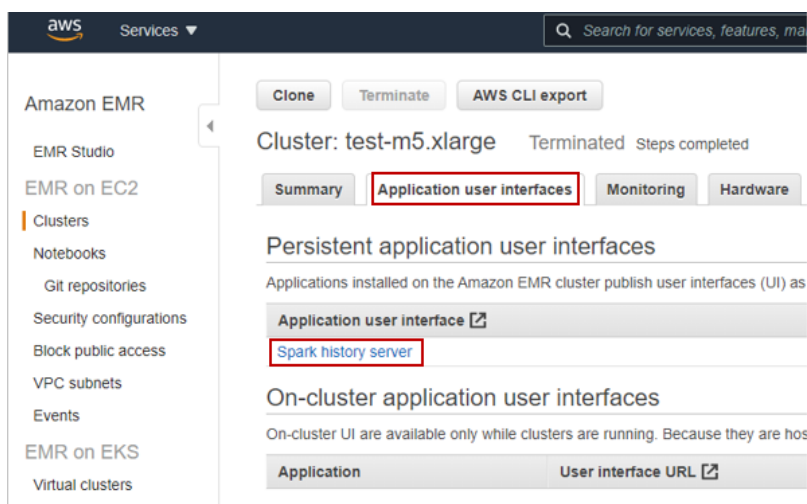 aws Services ▼ Search for services, features, ma
Amazon EMR
EMR Studio
EMR on EC2
Clusters
Notebooks
Git repositories
Security configurations
Block public access
VPC subnets
Events
EMR on EKS
Virtual clusters
Clone Terminate AWS CLI export
Cluster: test-m5.xlarge Terminated Steps completed
Summary Application user interfaces Monitoring Hardware
Persistent application user interfaces
Applications installed on the Amazon EMR cluster publish user interfaces (UI) as
Application user interface
Spark history server
On-cluster application user interfaces
On-cluster UI are available only while clusters are running. Because they are hos
Application User interface URL